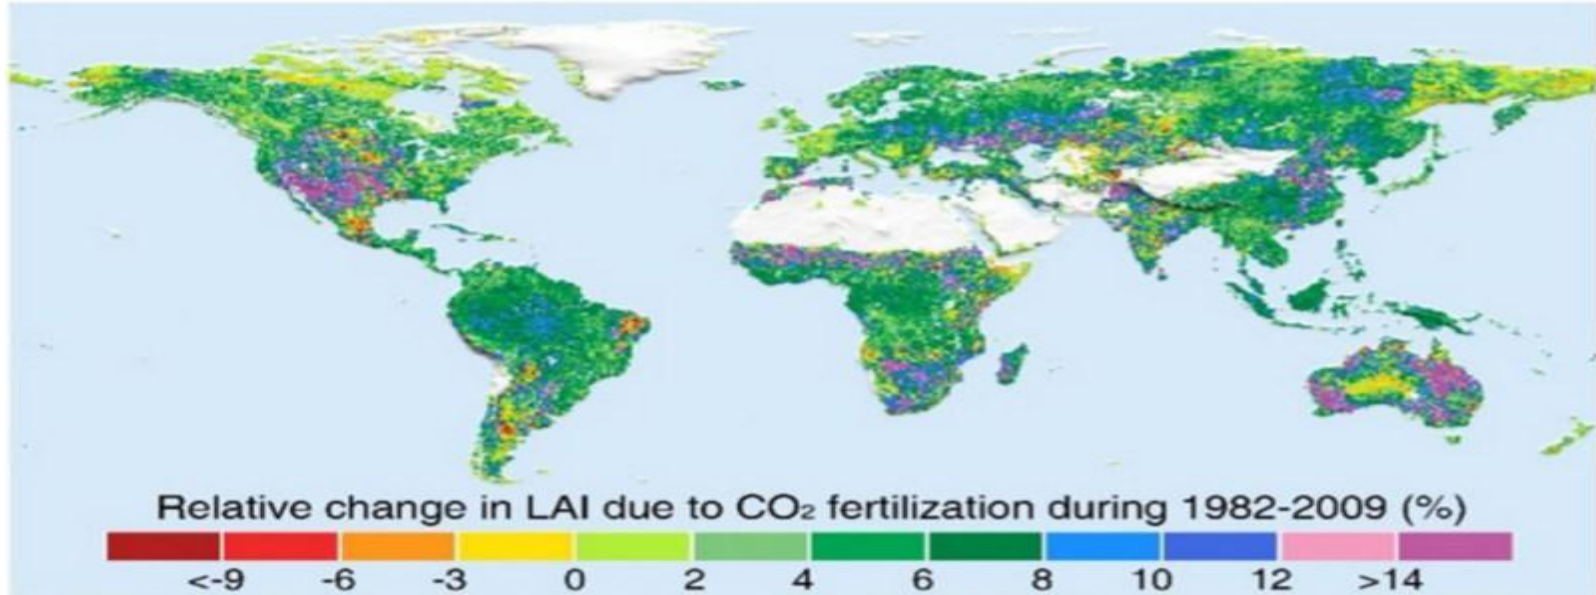 Relative change in LAI due to CO₂ fertilization during 1982-2009 (%)
<-9 -6 -3 0 2 4 6 8 10 12 >14